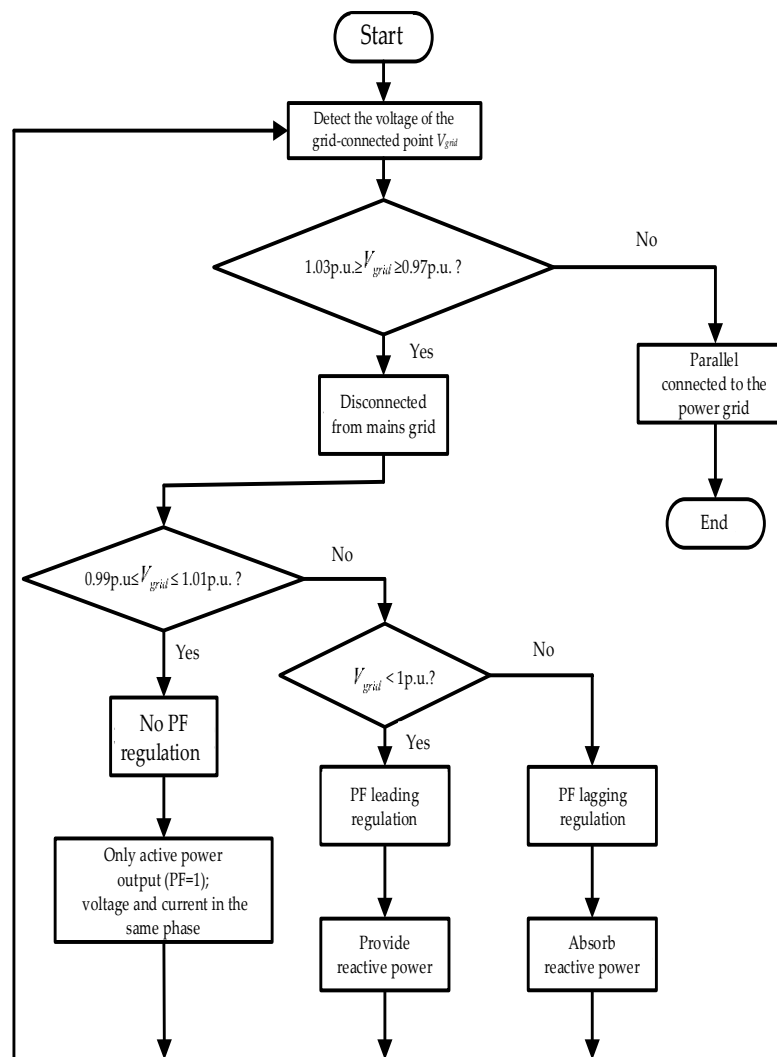 Start
Detect the voltage of the
grid-connected point Vgrid
1.03p.u.≥Vgrid ≥0.97p.u. ?
No
Yes
Parallel
connected to the
power grid
Disconnected
from mains grid
End
0.99p.u≤Vgrid ≤ 1.01p.u. ?
No
Yes
Vgrid < 1p.u.?
No
Yes
No PF
regulation
PF leading
regulation
PF lagging
regulation
Only active power
output (PF=1);
voltage and current in the
same phase
Provide
reactive power
Absorb
reactive power